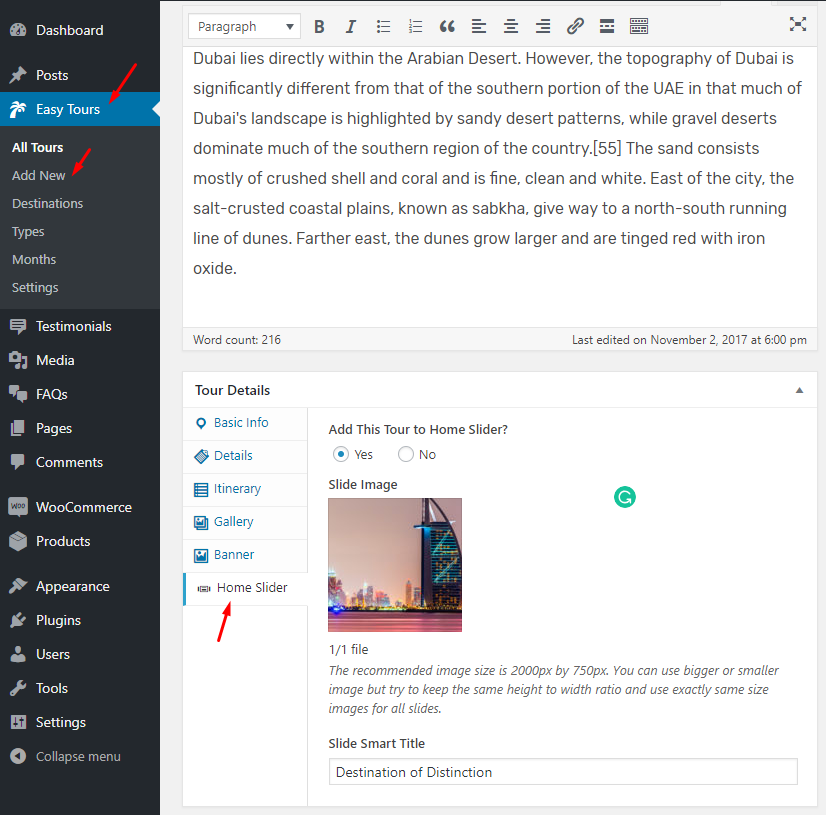 Dashboard
Posts
Easy Tours
All Tours
Add New
Destinations
Types
Months
Settings
Testimonials
Media
FAQs
Pages
Comments
WooCommerce
Products
Appearance
Plugins
Users
Tools
Settings
Collapse menu
Paragraph
Dubai lies directly within the Arabian Desert. However, the topography of Dubai is
significantly different from that of the southern portion of the UAE in that much of
Dubai's landscape is highlighted by sandy desert patterns, while gravel deserts
dominate much of the southern region of the country.[55] The sand consists
mostly of crushed shell and coral and is fine, clean and white. East of the city, the
salt-crusted coastal plains, known as sabkha, give way to a north-south running
line of dunes. Farther east, the dunes grow larger and are tinged red with iron
oxide.
Word count: 216 Last edited on November 2, 2017 at 6:00 pm
Tour Details
Basic Info
Details
Itinerary
Gallery
Banner
Home Slider
Add This Tour to Home Slider?
Yes No
Slide Image
1/1 file
The recommended image size is 2000px by 750px. You can use bigger or smaller
image but try to keep the same height to width ratio and use exactly same size
images for all slides.
Slide Smart Title
Destination of Distinction